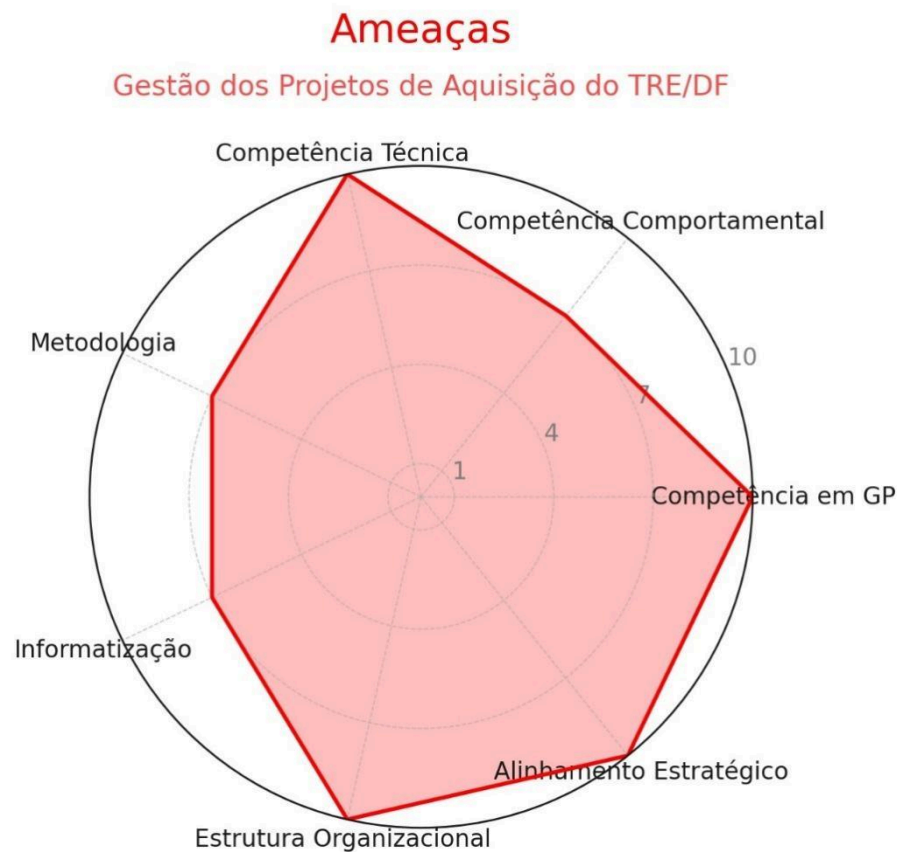 Ameaças
Gestão dos Projetos de Aquisição do TRE/DF
Competência Técnica
Competência Comportamental
Metodologia
10
7
4
1
Competência em GP
Informatização
Alinhamento Estratégico
Estrutura Organizacional